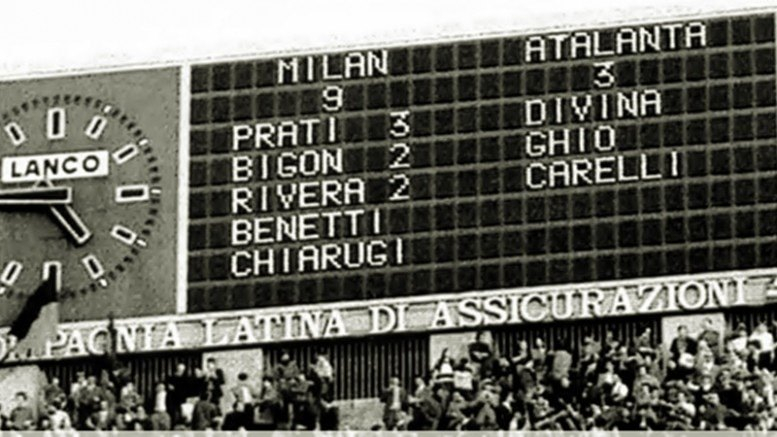 LANCO
MILAN
9
PRATI 3
BIGON 2
RIVERA 2
BENETTI
CHIARUGI
ATALANTA
3
DIVINA
GHIO
CARELLI
LATINA DI ASSICURAZIONI